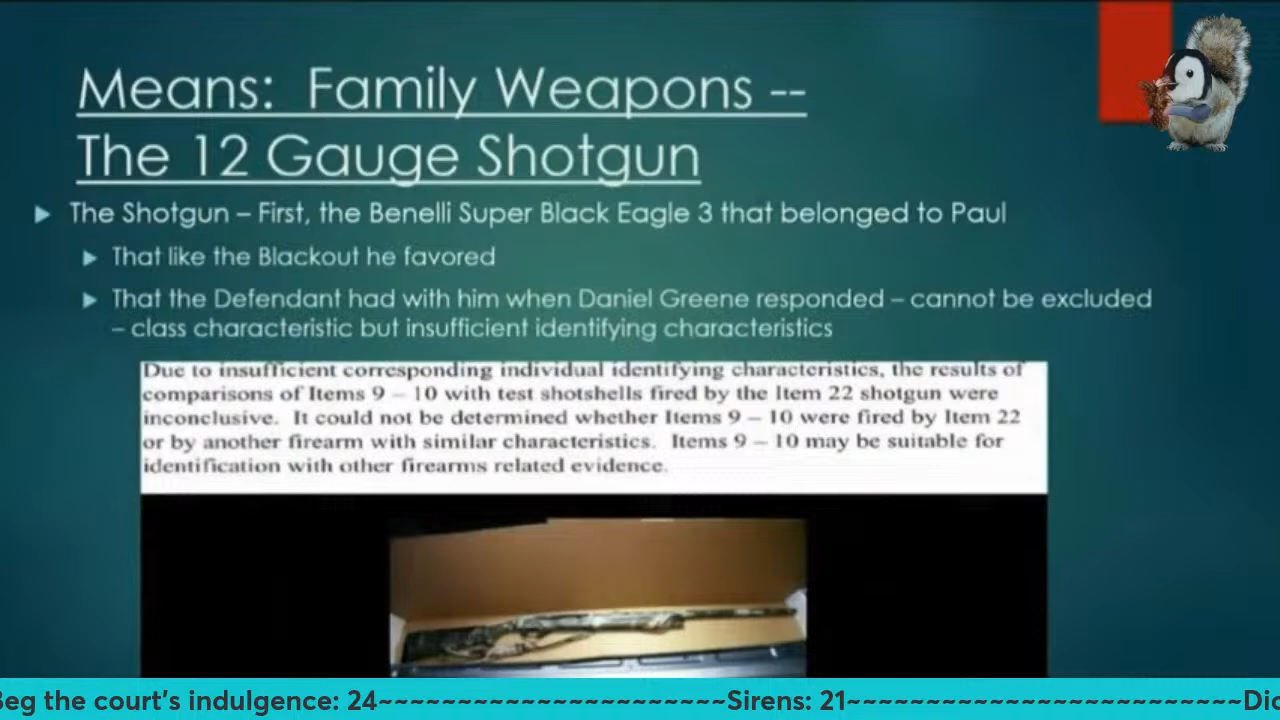 Means: Family Weapons --
The 12 Gauge Shotgun
The Shotgun – First, the Benelli Super Black Eagle 3 that belonged to Paul
That like the Blackout he favored
That the Defendant had with him when Daniel Greene responded – cannot be excluded
– class characteristic but insufficient identifying characteristics
Due to insufficient corresponding individual identifying characteristics, the results of
comparisons of Items 9 – 10 with test shotshells fired by the Item 22 shotgun were
inconclusive. It could not be determined whether Items 9 – 10 were fired by Item 22
or by another firearm with similar characteristics. Items 9 – 10 may be suitable for
identification with other firearms related evidence.
Beg the court's indulgence: 24~~~~~~~~~~~~~~~~~~~~~~Sirens: 21~~~~~~~~~~~~~~~~~~~~~~~~~